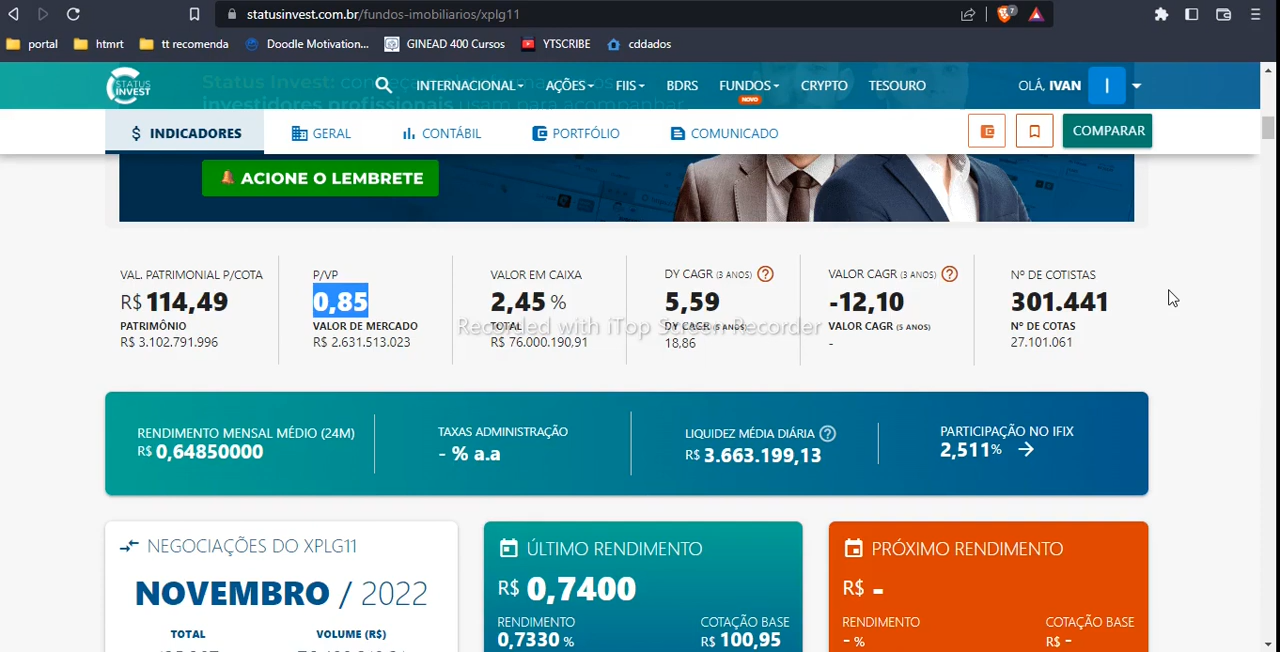 statusinvest.com.br/fundos-imobiliarios/xplg11
7
portal htmrt tt recomenda Doodle Motivation... GINEAD 400 Cursos YTSCRIBE cddados
STATUS INVEST
INTERNACIONAL AÇÕES FIIS BDRS FUNDOS CRYPTO TESOURO OLÁ, IVAN I
NOVO
investidores profissionais usam para acompanhar
$ INDICADORES GERAL CONTÁBIL PORTFÓLIO COMUNICADO COMPARAR
ACIONE O LEMBRETE
VAL. PATRIMONIAL P/COTA P/VP VALOR EM CAIXA DY CAGR (3 ANOS) ? VALOR CAGR (3 ANOS) ? Nº DE COTISTAS
R$ 114,49 0,85 2,45 % 5,59 -12,10 301.441
PATRIMÔNIO VALOR DE MERCADO TOTAL DY CAGR (5 ANOS) VALOR CAGR (5 ANOS) Nº DE COTAS
Recorded with iTop Screen Recorder
R$ 3.102.791.996 R$ 2.631.513.023 R$ 76.000.190,91 18,86 - 27.101.061
RENDIMENTO MENSAL MÉDIO (24M) TAXAS ADMINISTRAÇÃO LIQUIDEZ MÉDIA DIÁRIA ? PARTICIPAÇÃO NO IFIX
R$ 0,64850000 - % a.a R$ 3.663.199,13 2,511%
NEGOCIAÇÕES DO XPLG11 ÚLTIMO RENDIMENTO PRÓXIMO RENDIMENTO
NOVEMBRO / 2022 R$ 0,7400 R$ -
TOTAL VOLUME (R$) RENDIMENTO COTAÇÃO BASE RENDIMENTO COTAÇÃO BASE
0,7330 % R$ 100,95 - % R$ -